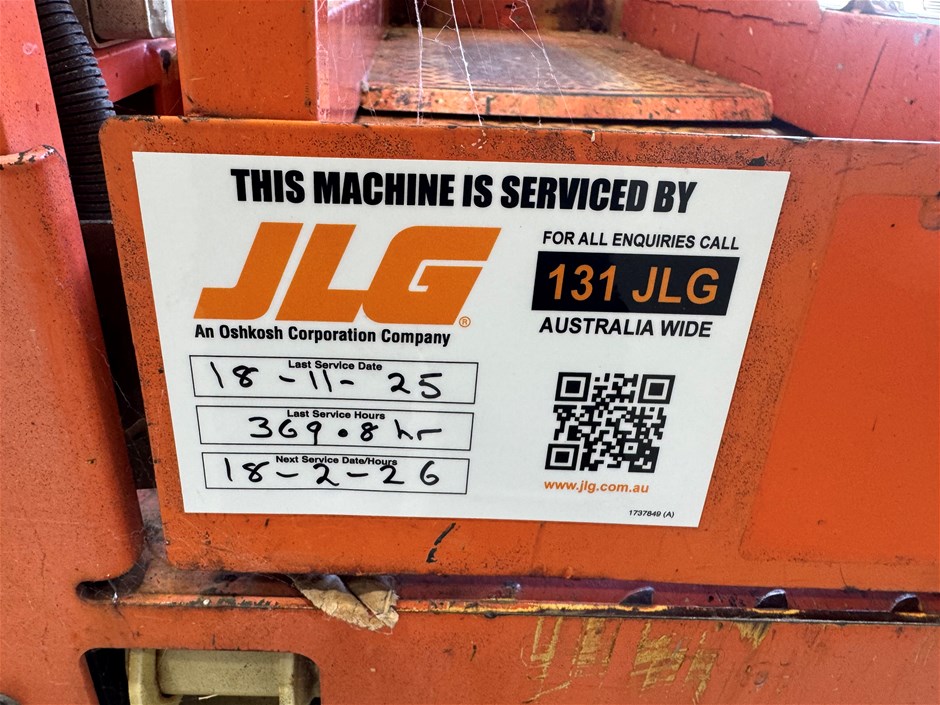 THIS MACHINE IS SERVICED BY
JLG®
An Oshkosh Corporation Company
FOR ALL ENQUIRIES CALL
131 JLG
AUSTRALIA WIDE
Last Service Date
18-11-25
Last Service Hours
369.8 hr
Next Service Date/Hours
18-2-26
www.jlg.com.au
1737849 (A)